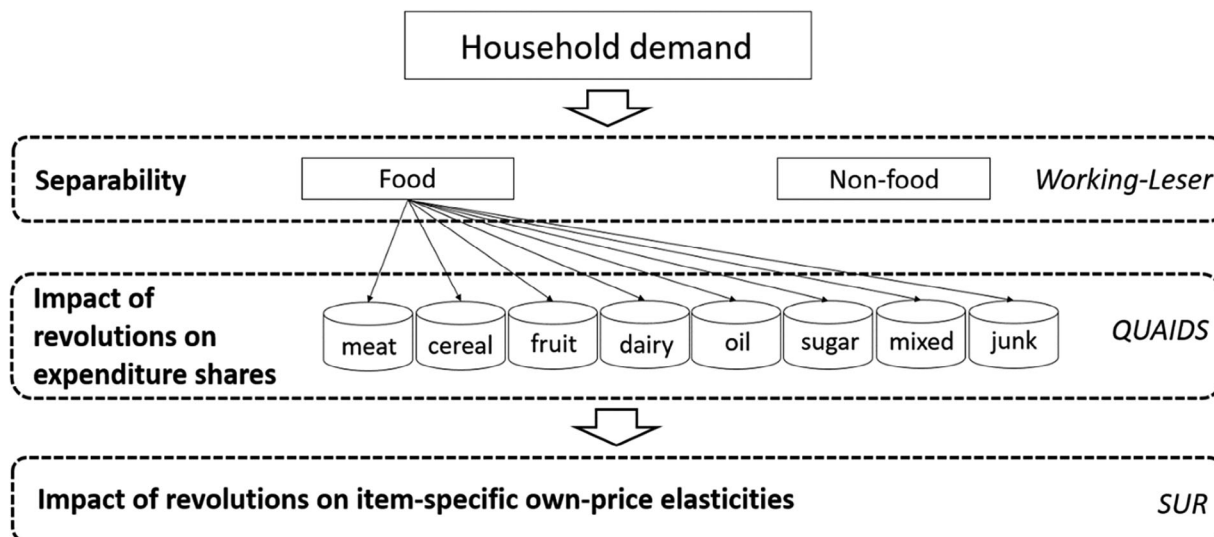 Household demand
Separability
Food
Non-food
Working-Leser
Impact of
revolutions on
expenditure shares
meat
cereal
fruit
dairy
oil
sugar
mixed
junk
QUAIDS
Impact of revolutions on item-specific own-price elasticities
SUR